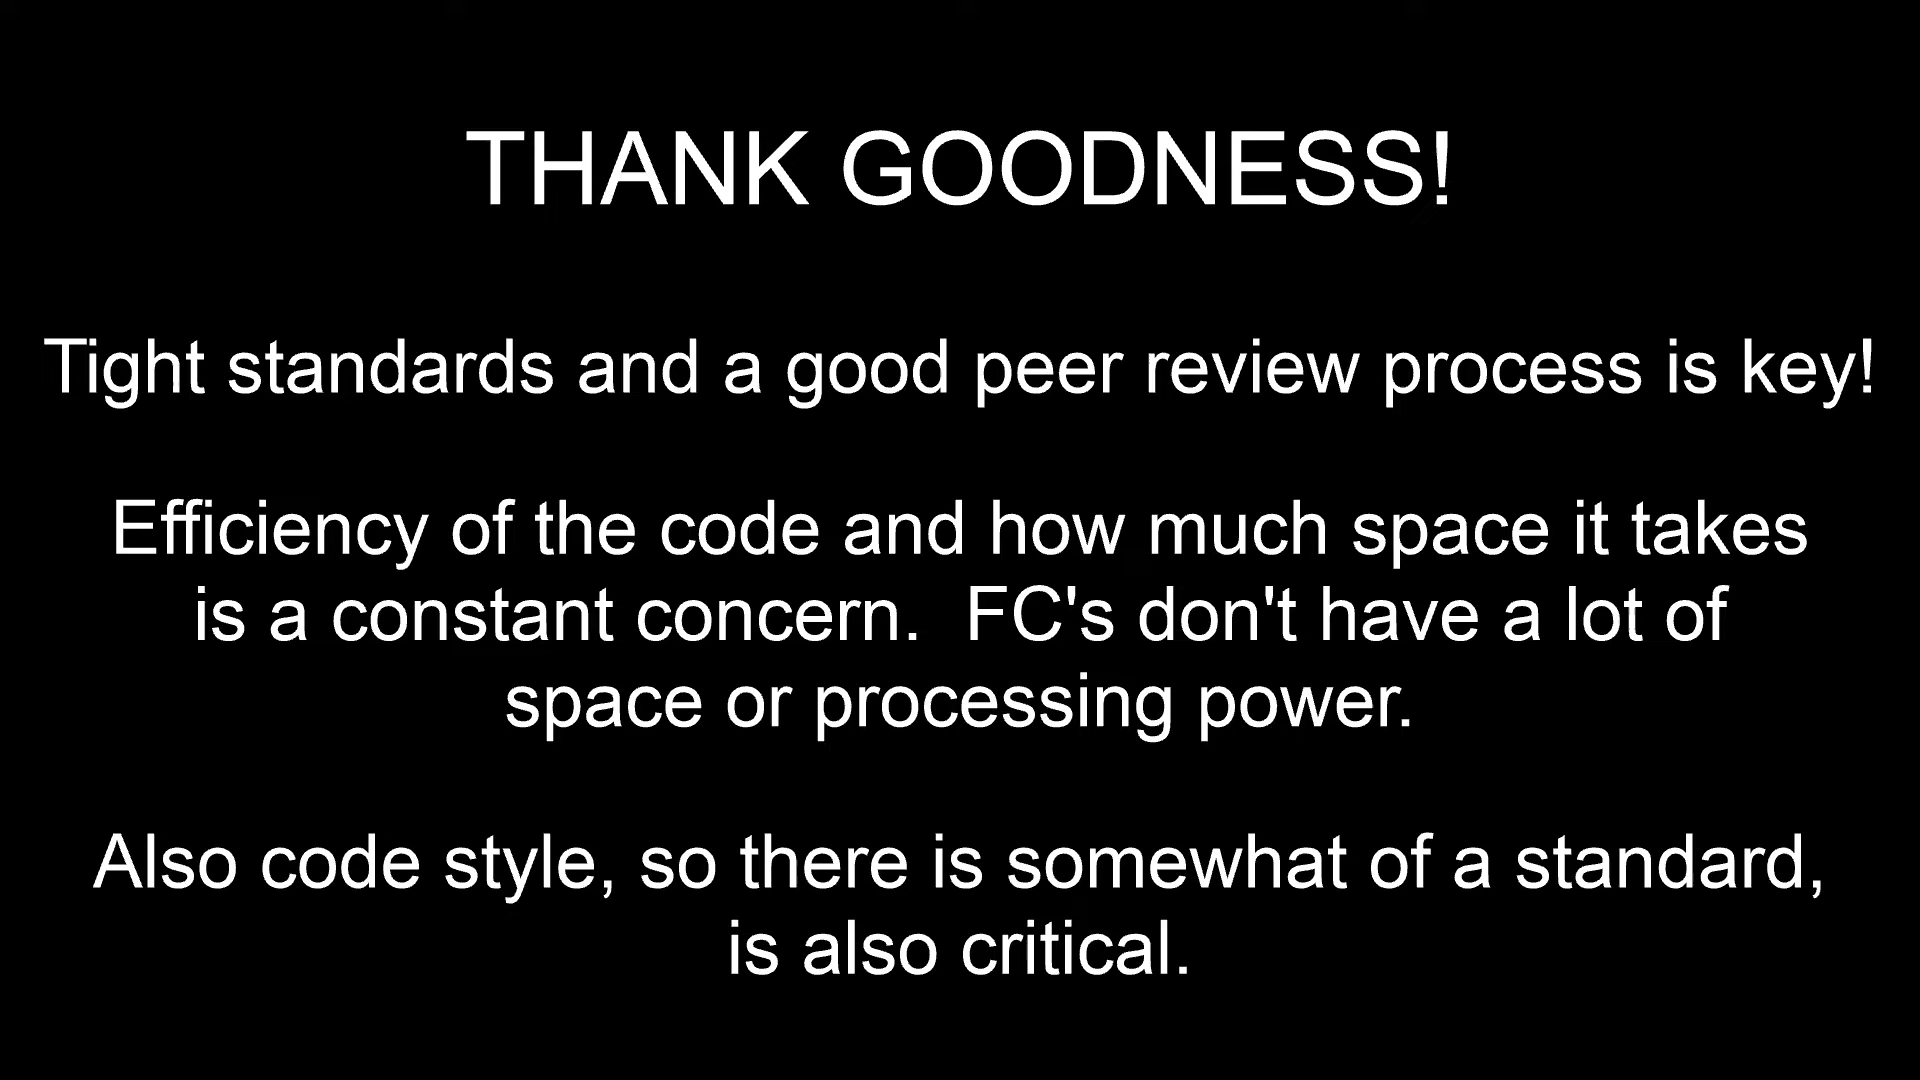 THANK GOODNESS!
Tight standards and a good peer review process is key!
Efficiency of the code and how much space it takes
is a constant concern.  FC's don't have a lot of
space or processing power.
Also code style, so there is somewhat of a standard,
is also critical.